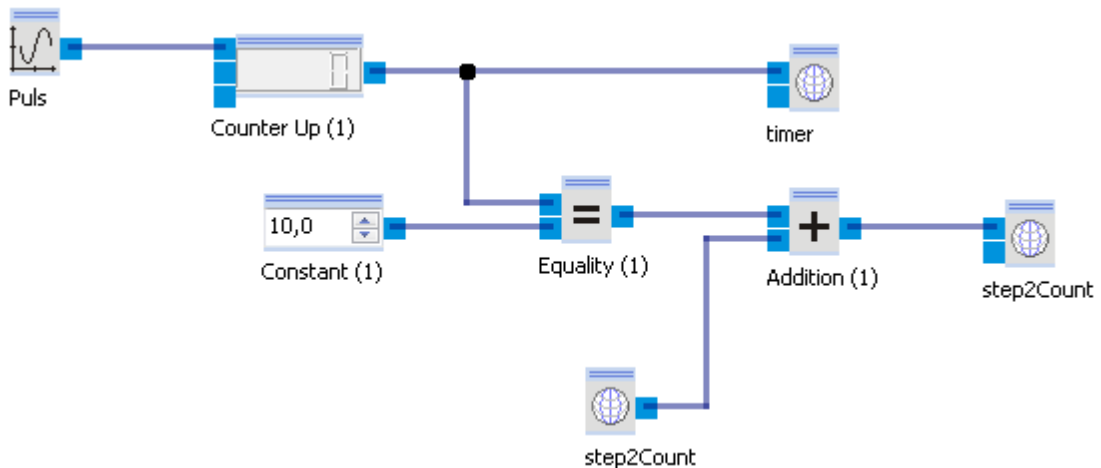 Puls
Counter Up (1)
timer
10,0
Constant (1)
=
Equality (1)
+
Addition (1)
step2Count
step2Count